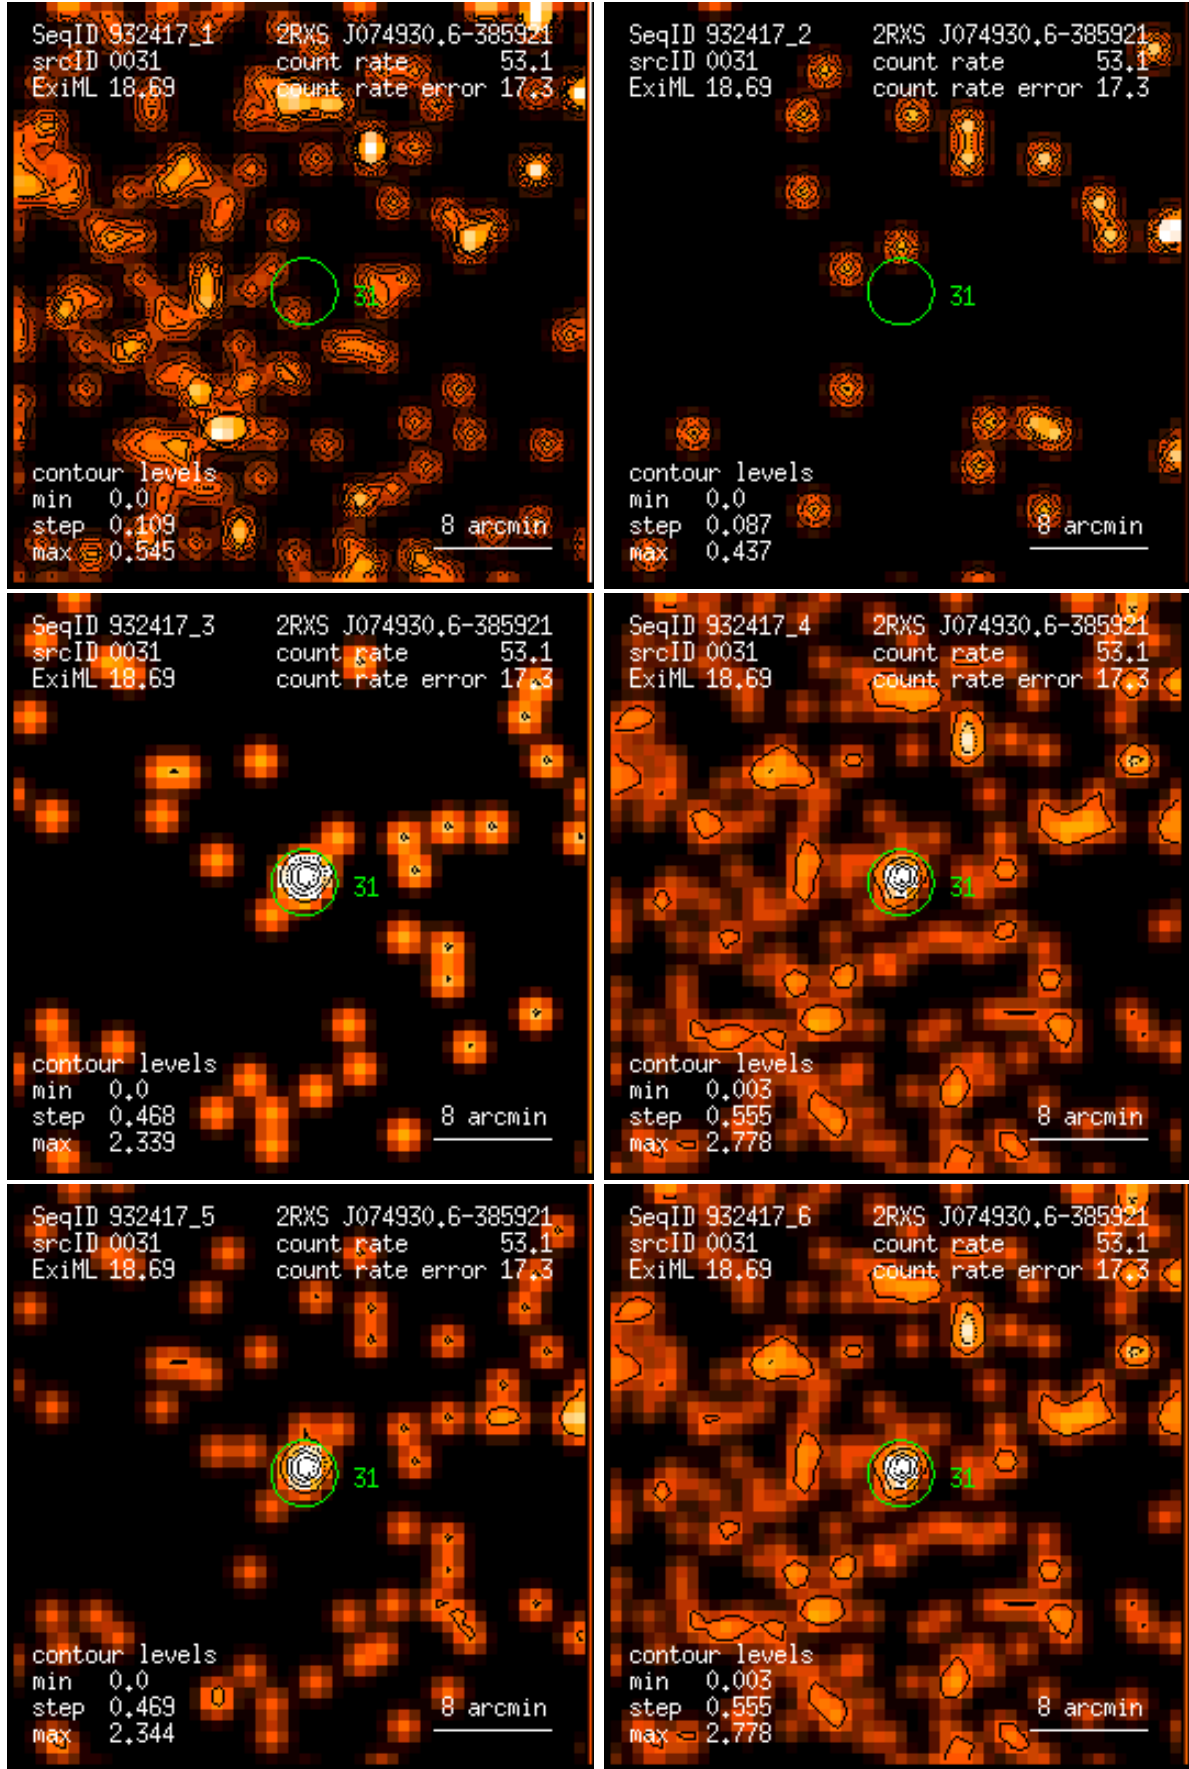 SeqID 932417_1 2RXS J074930.6-385921
srcID 0031 count rate 53.1
ExiML 18.69 count rate error 17.3
31
contour levels
min 0.0
step 0.109
max 0.545
8 arcmin
SeqID 932417_2 2RXS J074930.6-385921
srcID 0031 count rate 53.1
ExiML 18.69 count rate error 17.3
31
contour levels
min 0.0
step 0.087
max 0.437
8 arcmin
SeqID 932417_3 2RXS J074930.6-385921
srcID 0031 count rate 53.1
ExiML 18.69 count rate error 17.3
31
contour levels
min 0.0
step 0.468
max 2.339
8 arcmin
SeqID 932417_4 2RXS J074930.6-385921
srcID 0031 count rate 53.1
ExiML 18.69 count rate error 17.3
31
contour levels
min 0.003
step 0.555
max 2.778
8 arcmin
SeqID 932417_5 2RXS J074930.6-385921
srcID 0031 count rate 53.1
ExiML 18.69 count rate error 17.3
31
contour levels
min 0.0
step 0.469
max 2.344
8 arcmin
SeqID 932417_6 2RXS J074930.6-385921
srcID 0031 count rate 53.1
ExiML 18.69 count rate error 17.3
31
contour levels
min 0.003
step 0.555
max 2.778
8 arcmin